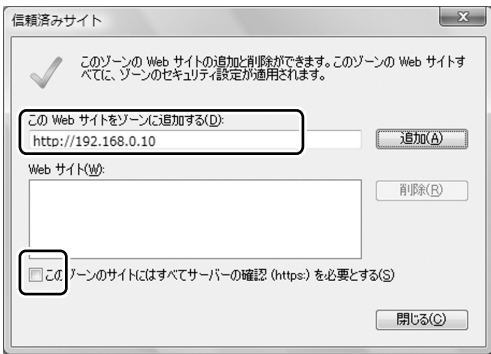 信頼済みサイト
このゾーンの Web サイトの追加と削除ができます。このゾーンの Web サイトす
べてに、ゾーンのセキュリティ設定が適用されます。
この Web サイトをゾーンに追加する(D):
http://192.168.0.10
追加(A)
Web サイト(W):
削除(R)
このゾーンのサイトにはすべてサーバーの確認 (https:) を必要とする(S)
閉じる(C)